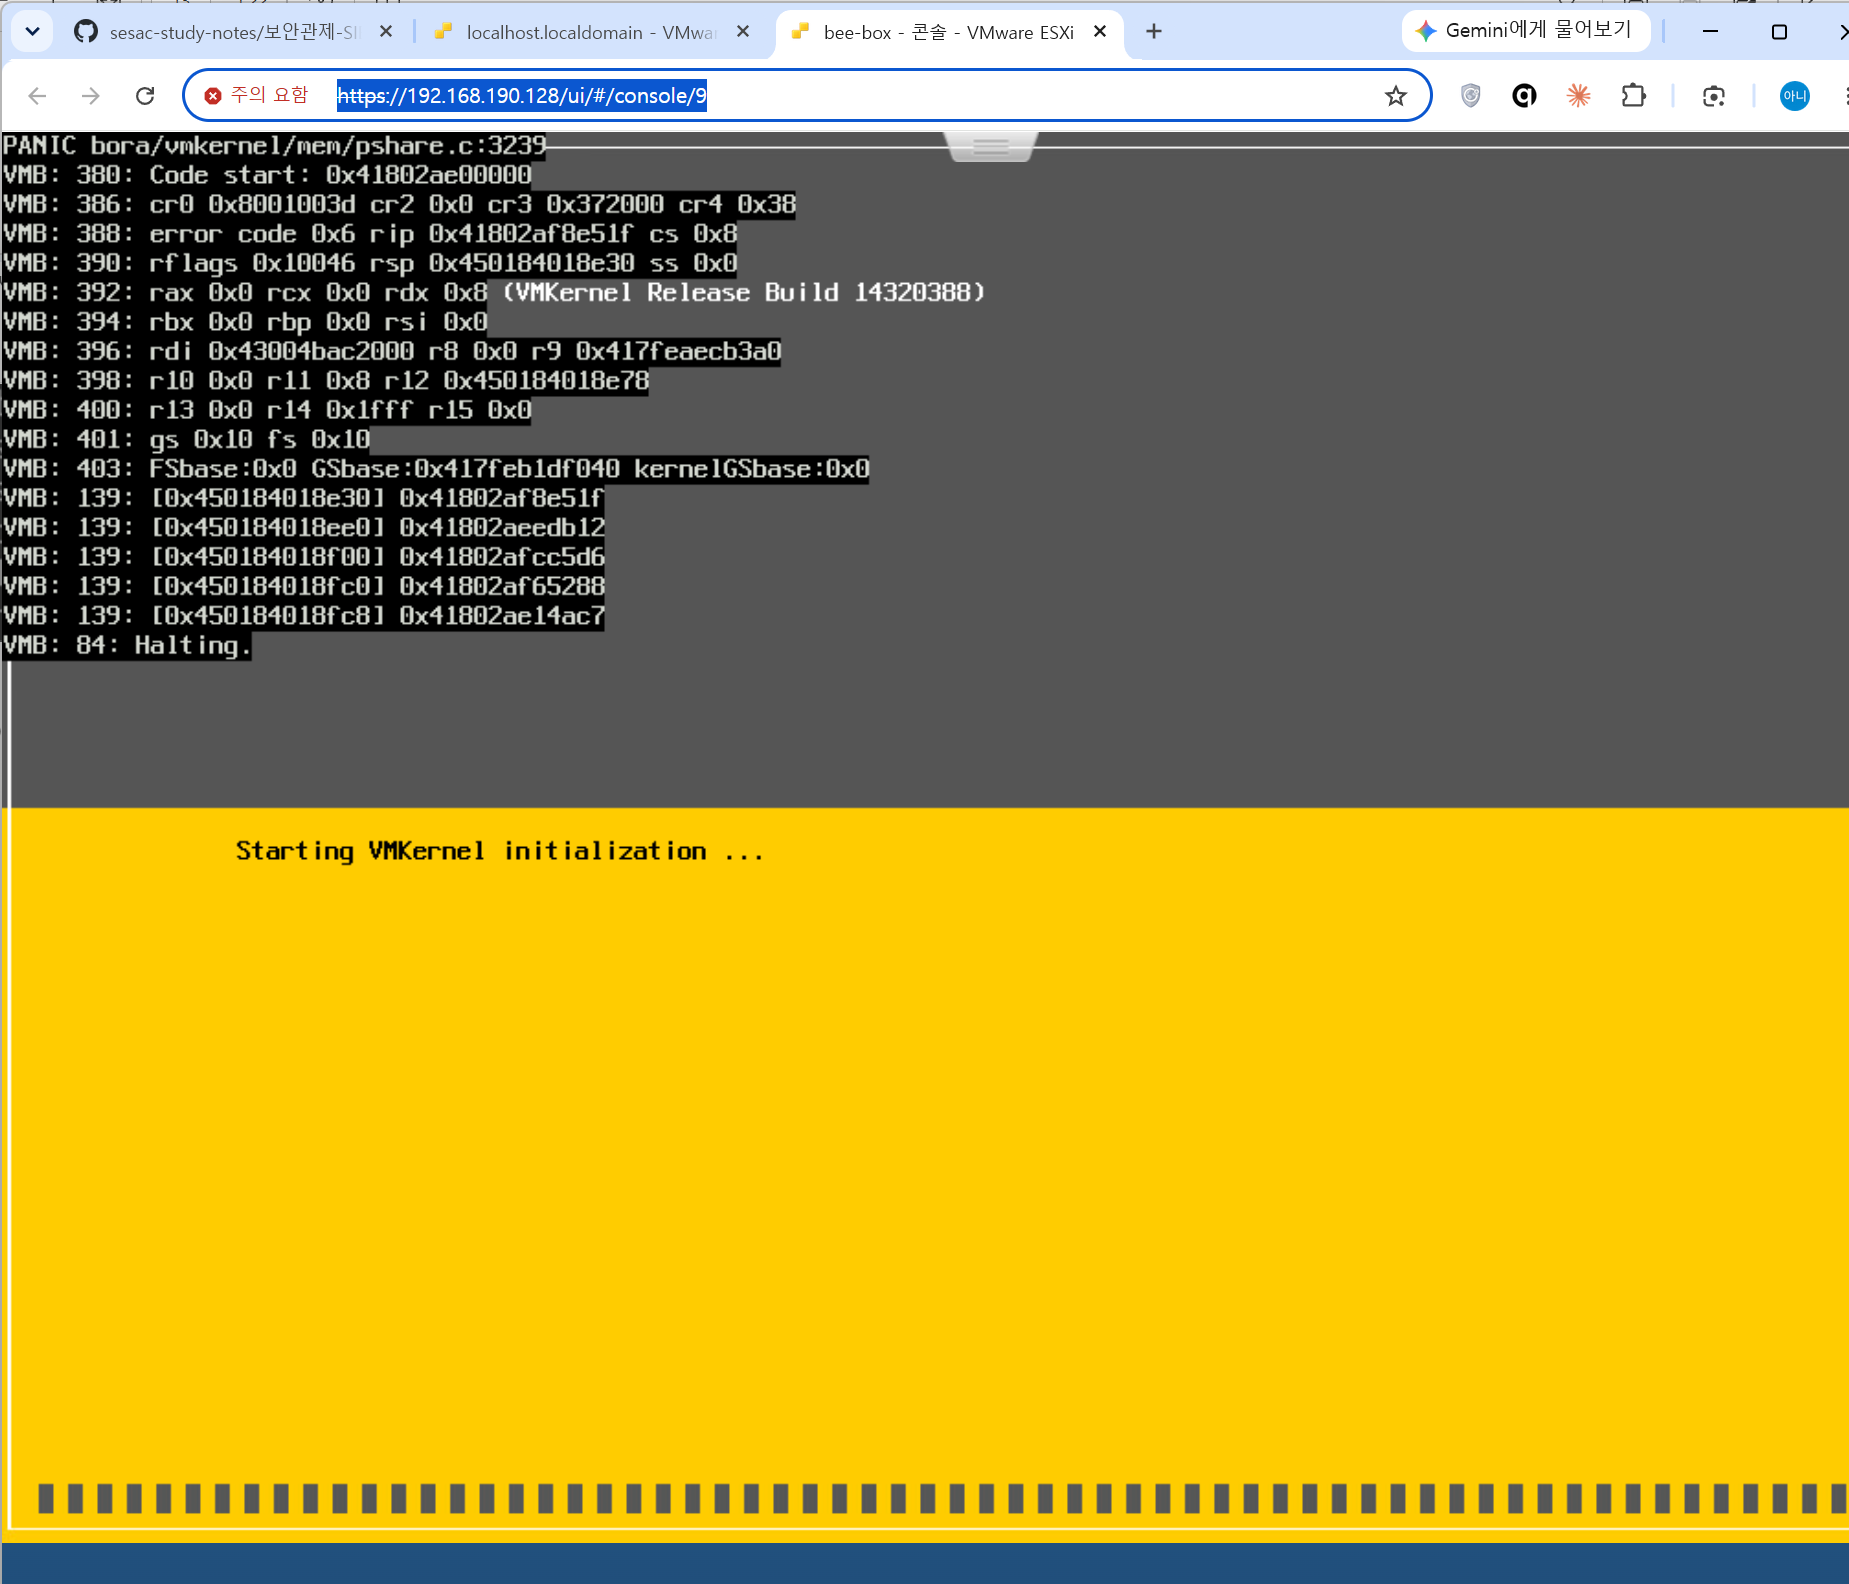 sesac-study-notes/보안관제-SI
localhost.localdomain - VMwa
bee-box - 콘솔 - VMware ESXi
Gemini에게 물어보기
주의 요함
https://192.168.190.128/ui/#/console/9
아니
PANIC bora/vmkernel/mem/pshare.c:3239
VMB: 380: Code start: 0x41802ae00000
VMB: 386: cr0 0x8001003d cr2 0x0 cr3 0x372000 cr4 0x38
VMB: 388: error code 0x6 rip 0x41802af8e51f cs 0x8
VMB: 390: rflags 0x10046 rsp 0x450184018e30 ss 0x0
VMB: 392: rax 0x0 rcx 0x0 rdx 0x8 (VMKernel Release Build 14320388)
VMB: 394: rbx 0x0 rbp 0x0 rsi 0x0
VMB: 396: rdi 0x43004bac2000 r8 0x0 r9 0x417feaecb3a0
VMB: 398: r10 0x0 r11 0x8 r12 0x450184018e78
VMB: 400: r13 0x0 r14 0x1fff r15 0x0
VMB: 401: gs 0x10 fs 0x10
VMB: 403: FSbase:0x0 GSbase:0x417feb1df040 kernelGSbase:0x0
VMB: 139: [0x450184018e30] 0x41802af8e51f
VMB: 139: [0x450184018ee0] 0x41802aeedb12
VMB: 139: [0x450184018f00] 0x41802afcc5d6
VMB: 139: [0x450184018fc0] 0x41802af65288
VMB: 139: [0x450184018fc8] 0x41802ae14ac7
VMB: 84: Halting.
Starting VMKernel initialization ...